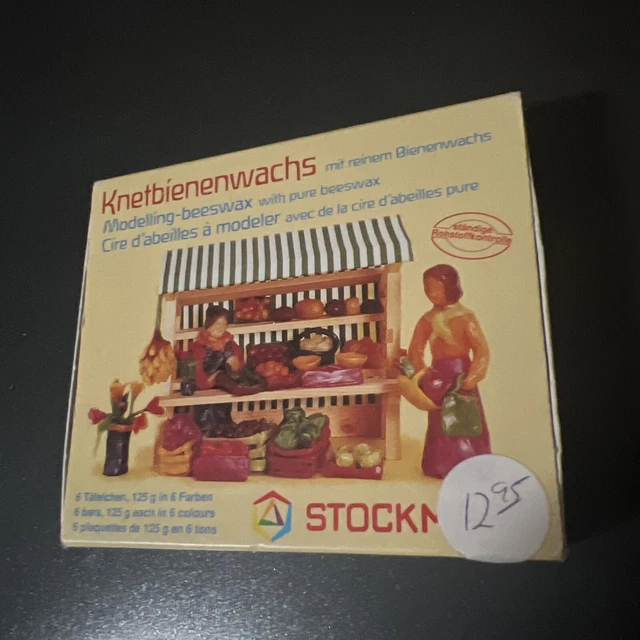 Knetbienenwachs mit reinem Bienenwachs
Modelling-beeswax with pure beeswax
Cire d'abeilles à modeler avec de la cire d'abeilles pure
ständige
Rohstoffkontrolle
6 Täfelchen, 125 g in 6 Farben
6 bars, 125 g each in 6 colours
6 plaquettes de 125 g en 6 tons
STOCKM
12.95